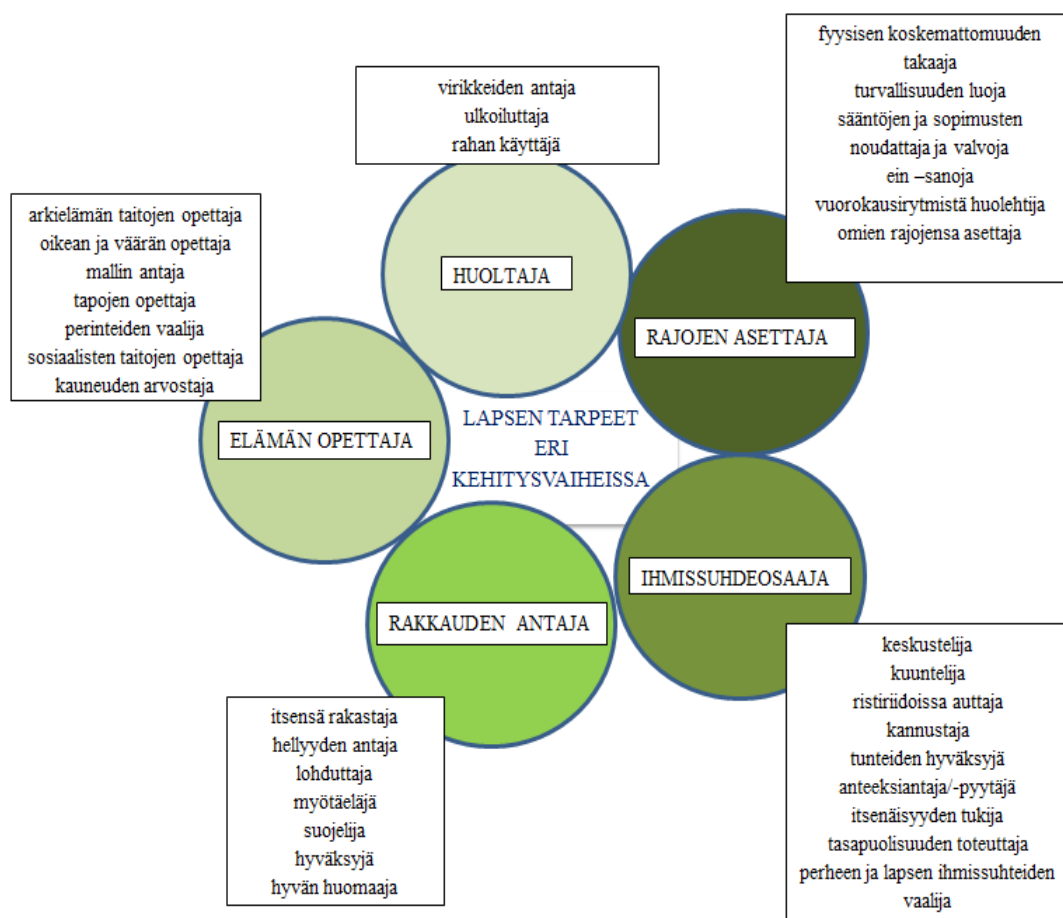 fyysisen koskemattomuuden
takaaja
turvallisuuden luoja
sääntöjen ja sopimusten
noudattaja ja valvoja
ein –sanoja
vuorokausirytmistä huolehtija
omien rajojensa asettaja
virikkeiden antaja
ulkoiluttaja
rahan käyttäjä
arkielämän taitojen opettaja
oikean ja väärän opettaja
mallin antaja
tapojen opettaja
perinteiden vaalija
sosiaalisten taitojen opettaja
kauneuden arvostaja
HUOLTAJA
RAJOJEN ASETTAJA
ELÄMÄN OPETTAJA
LAPSEN TARPEET
ERI
KEHITYSVAIHEISSA
IHMISSUHDEOSAAJA
RAKKAUDEN ANTAJA
itsensä rakastaja
hellyyden antaja
lohduttaja
myötäeläjä
suojelija
hyväksyjä
hyvän huomaaja
keskustelija
kuuntelija
ristiriidoissa auttaja
kannustaja
tunteiden hyväksyjä
anteeksiantaja/-pyytäjä
itsenäisyyden tukija
tasapuolisuuden toteuttaja
perheen ja lapsen ihmissuhteiden
vaalija